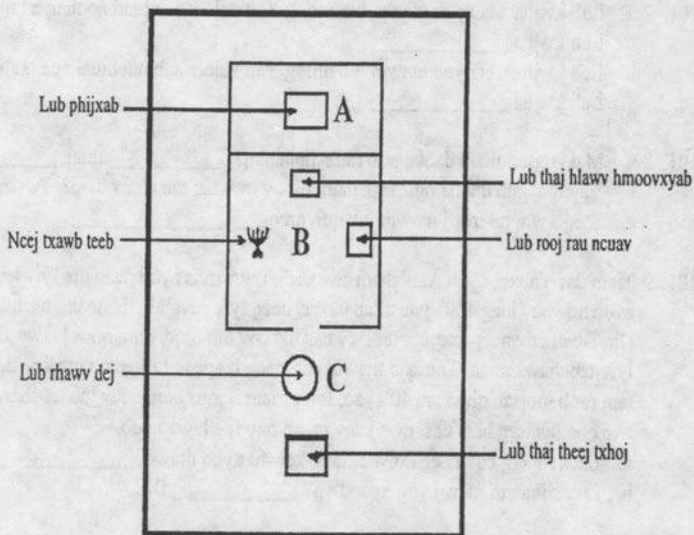 Lub phijxab
A
Lub thaj hlawv hmoovxyab
Ncej txawb teeb
B
Lub rooj rau ncuav
Lub rhawv dej
C
Lub thaj theej txhoj